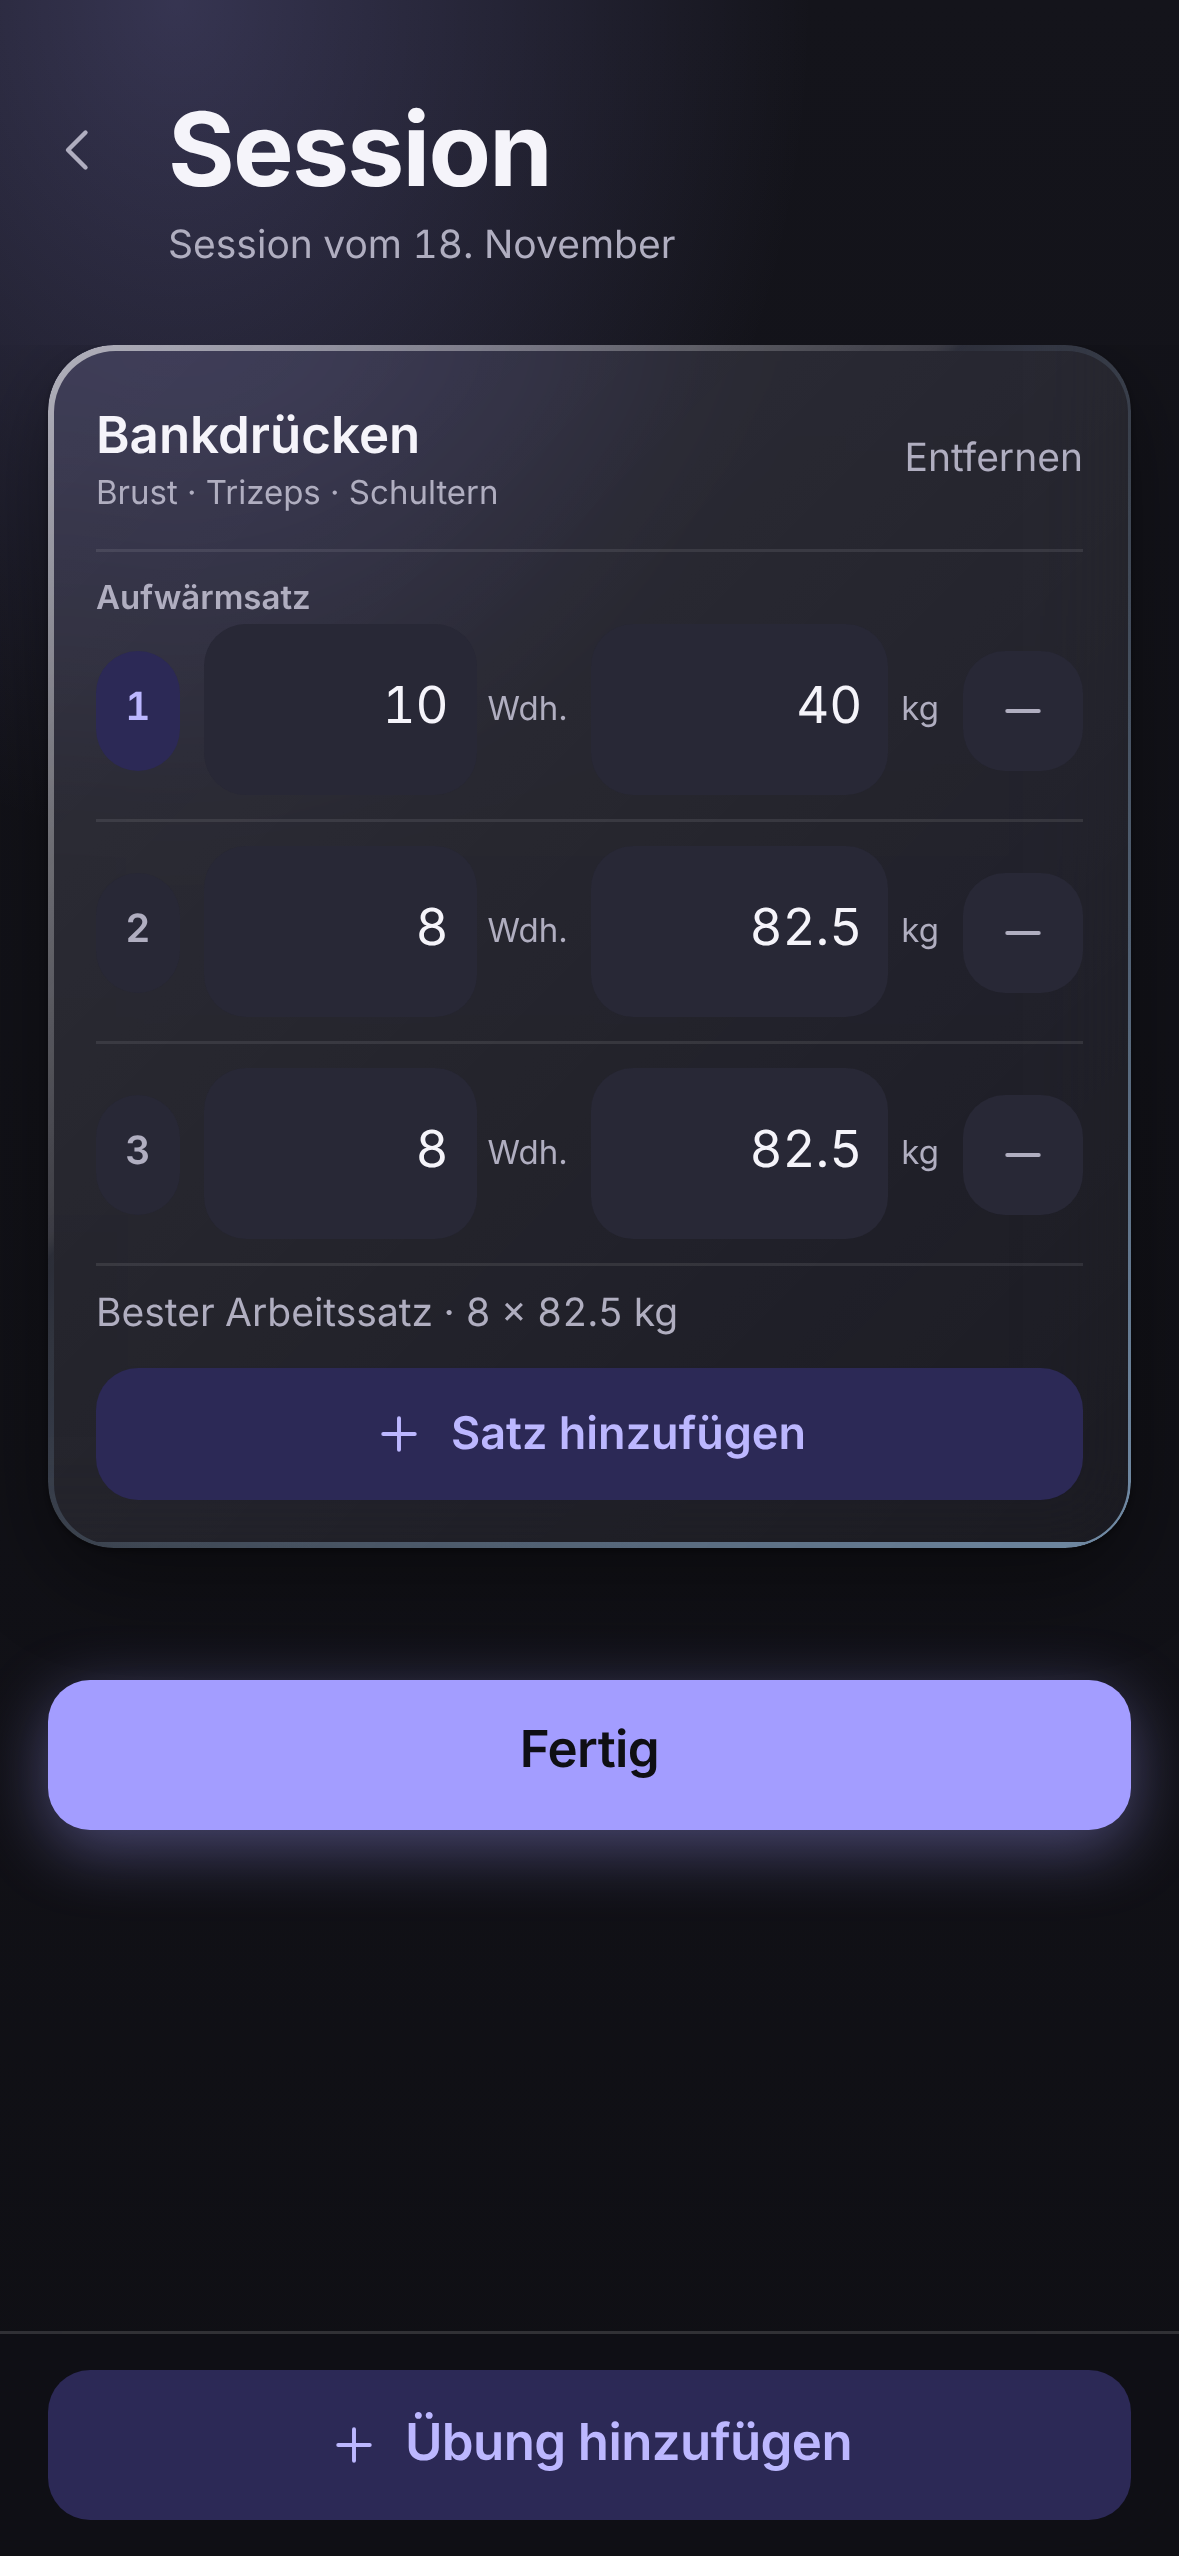 Session
Session vom 18. November
Bankdrücken
Brust · Trizeps · Schultern
Entfernen
Aufwärmsatz
1 10 Wdh. 40 kg
2 8 Wdh. 82.5 kg
3 8 Wdh. 82.5 kg
Bester Arbeitssatz · 8 × 82.5 kg
Satz hinzufügen
Fertig
Übung hinzufügen